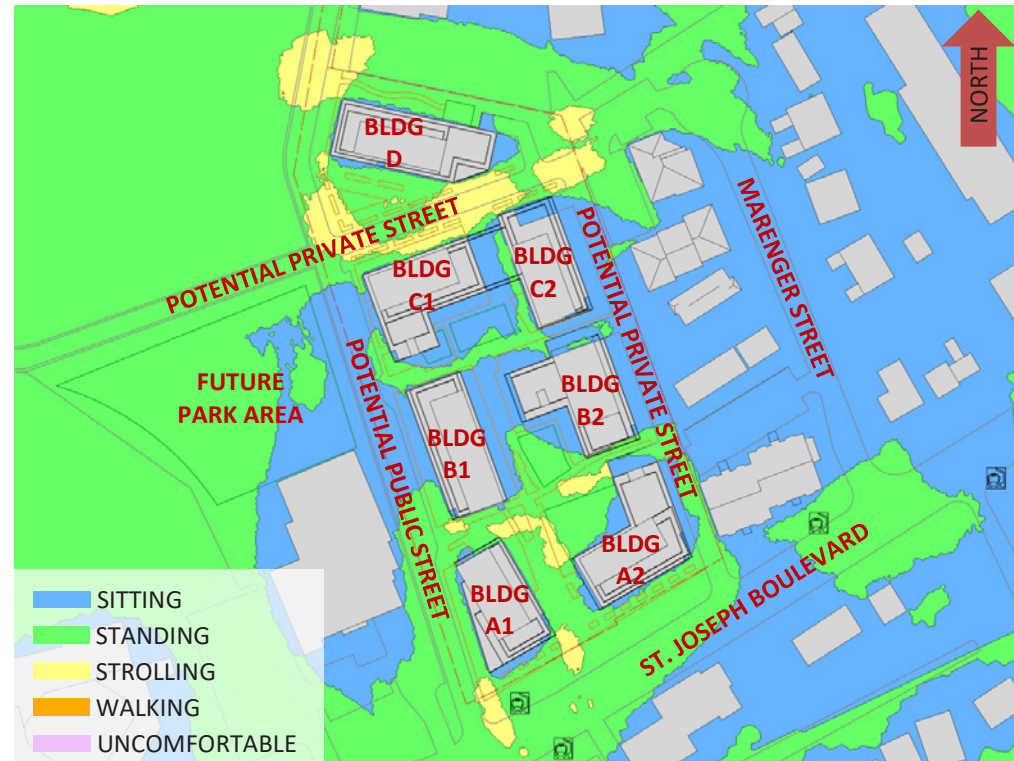 NORTH
BLDG
D
POTENTIAL PRIVATE STREET
BLDG
C1
BLDG
C2
POTENTIAL PRIVATE STREET
MARENGER STREET
FUTURE
PARK AREA
POTENTIAL PUBLIC STREET
BLDG
B1
BLDG
B2
BLDG
A1
BLDG
A2
ST. JOSEPH BOULEVARD
SITTING
STANDING
STROLLING
WALKING
UNCOMFORTABLE